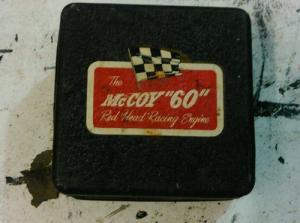 The
McCOY "60"
Red Head Racing Engine